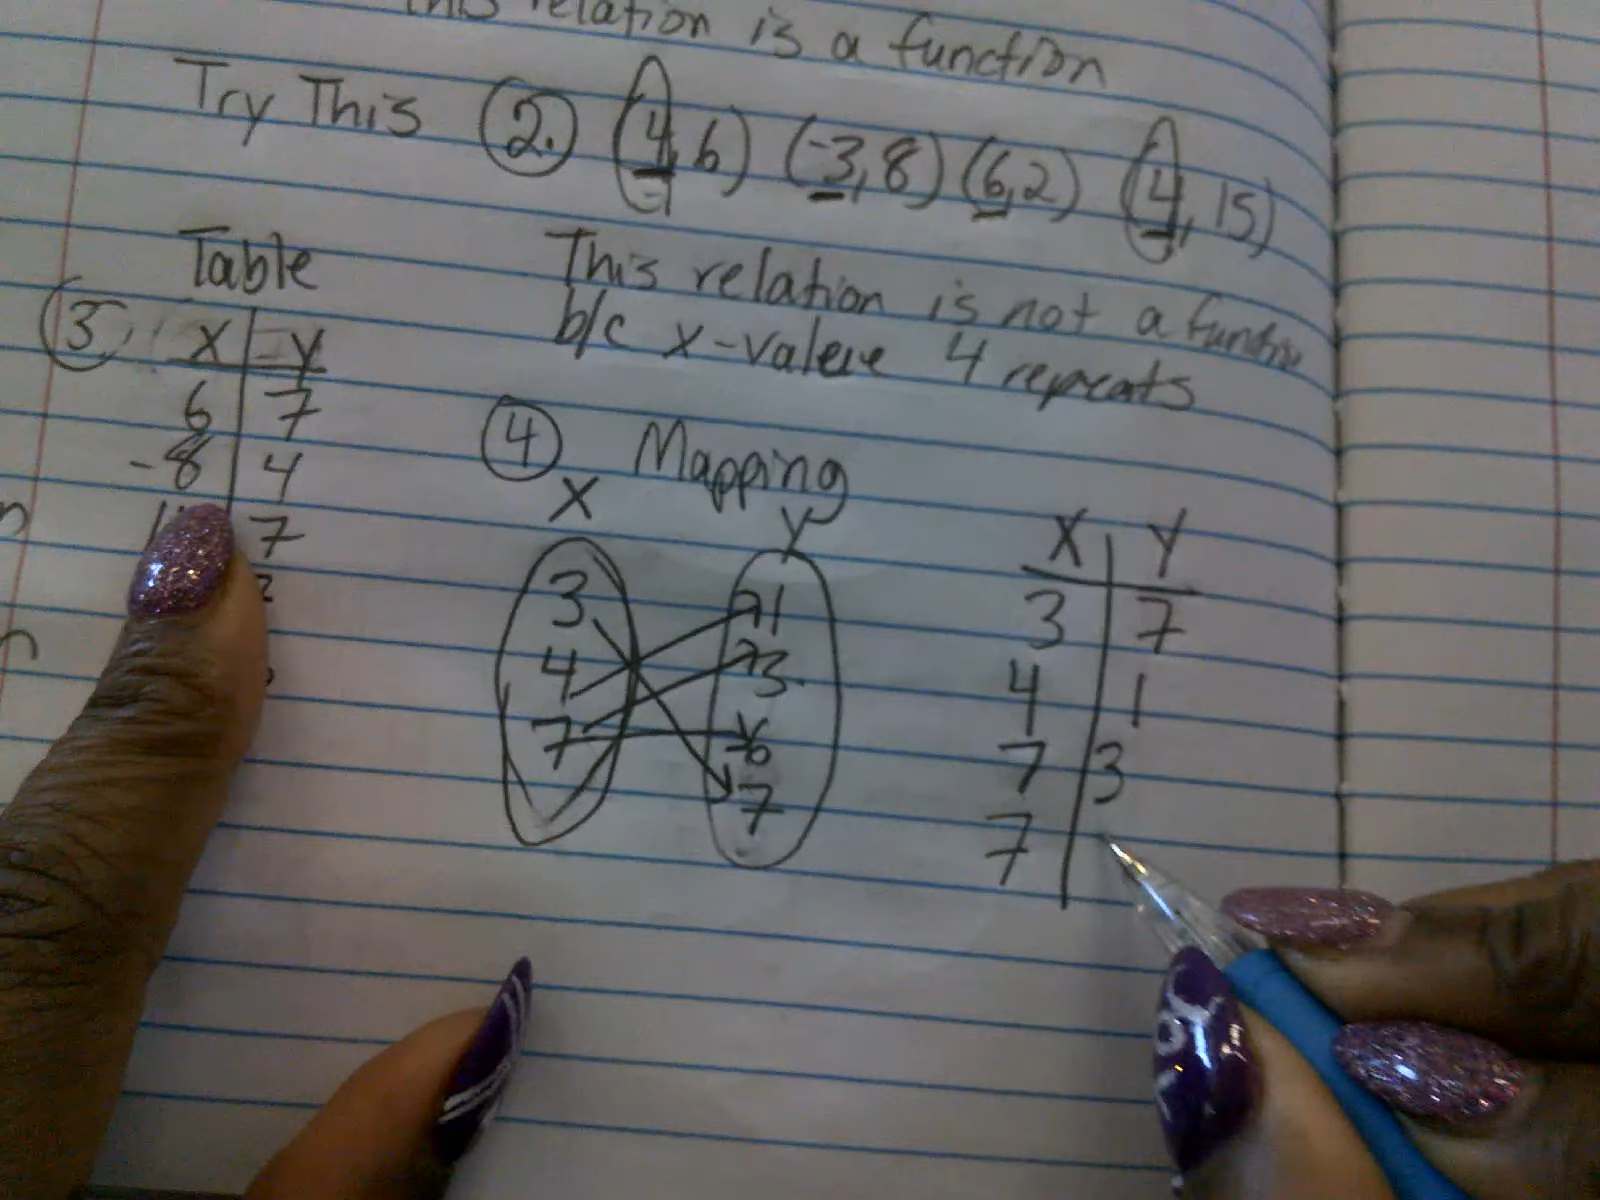 This relation is a function
Try This 2. (4,6) (-3,8) (6,2) (4,15)
This relation is not a function
b/c x-valeve 4 repeats
Table
3 X Y
6 7
-8 4
7
4 Mapping
X Y
3 1
4 3
7 6
7
X Y
3 7
4 1
7 3
7